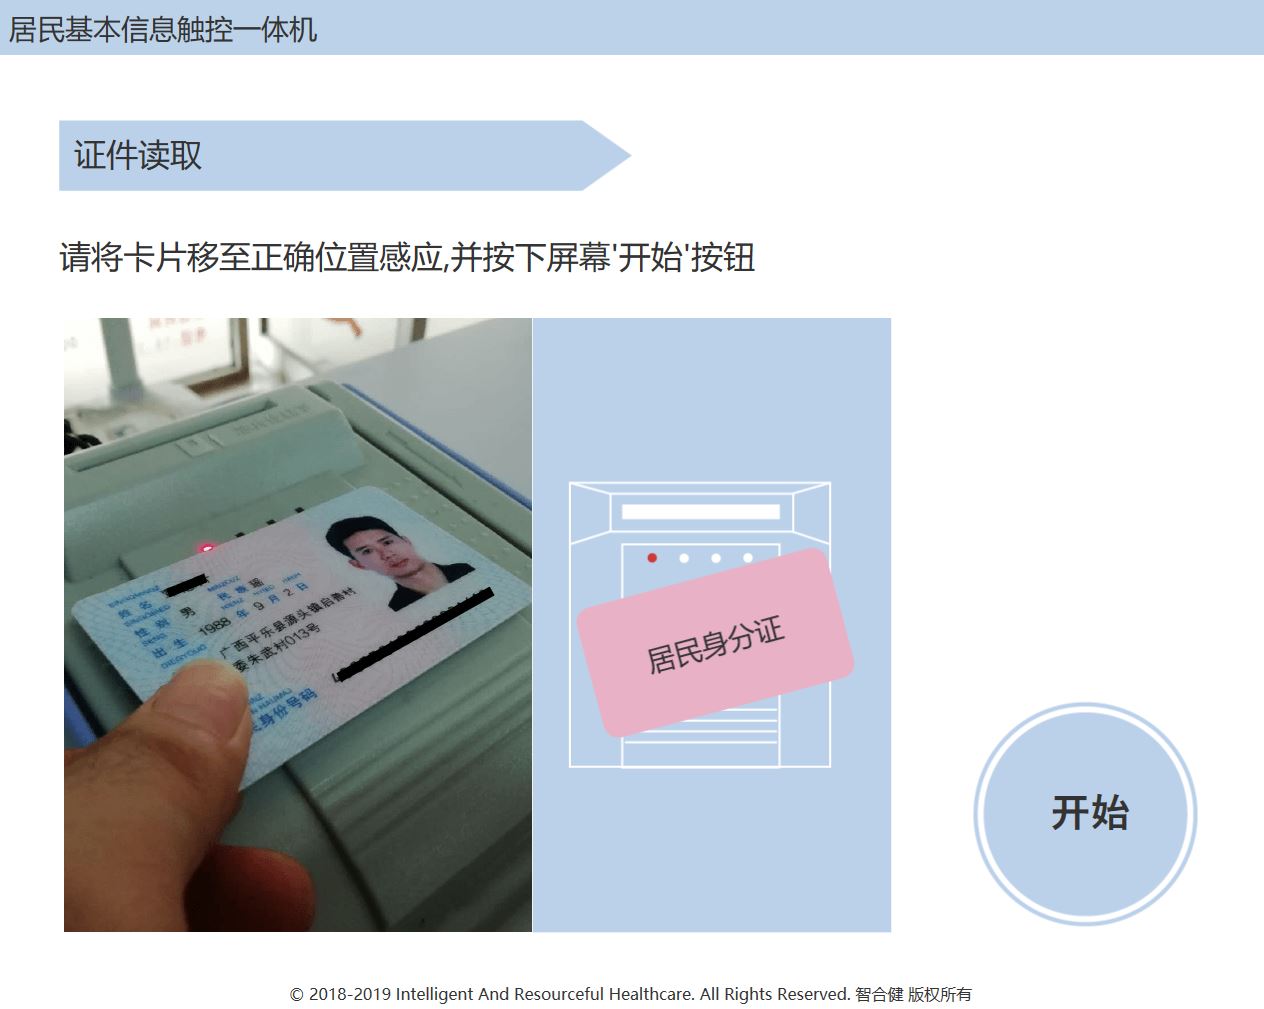 居民基本信息触控一体机
证件读取
请将卡片移至正确位置感应,并按下屏幕'开始'按钮
姓 名
性 别 男 民 族 瑶
出 生 1988 年 9 月 2 日
广西平乐县源头镇启善村
委朱武村013号
身份号码
居民身分证
开始
© 2018-2019 Intelligent And Resourceful Healthcare. All Rights Reserved. 智合健 版权所有